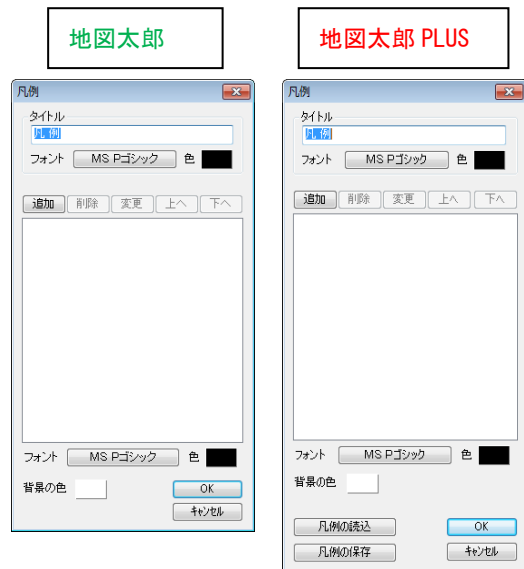 地図太郎
凡例
タイトル
凡 例
フォント MS Pゴシック 色
追加 削除 変更 上へ 下へ
フォント MS Pゴシック 色
背景の色
OK
キャンセル
地図太郎 PLUS
凡例
タイトル
凡 例
フォント MS Pゴシック 色
追加 削除 変更 上へ 下へ
フォント MS Pゴシック 色
背景の色
凡例の読込 OK
凡例の保存 キャンセル